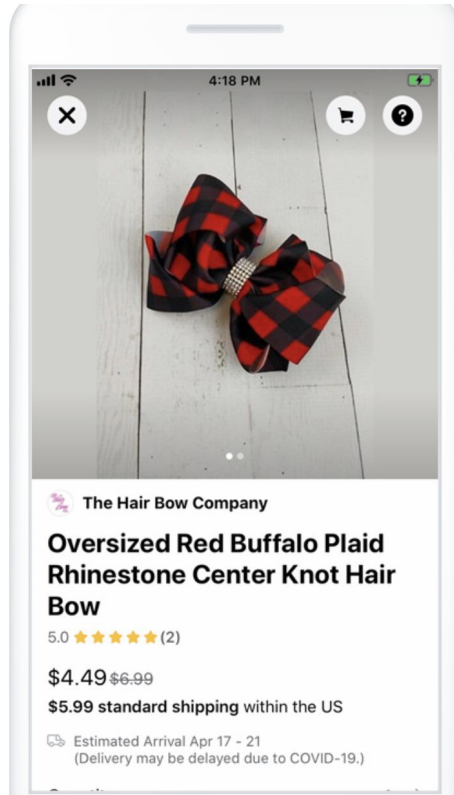 4:18 PM
The Hair Bow Company
Oversized Red Buffalo Plaid
Rhinestone Center Knot Hair
Bow
5.0 ★★★★★ (2)
$4.49 $6.99
$5.99 standard shipping within the US
Estimated Arrival Apr 17 - 21
(Delivery may be delayed due to COVID-19.)